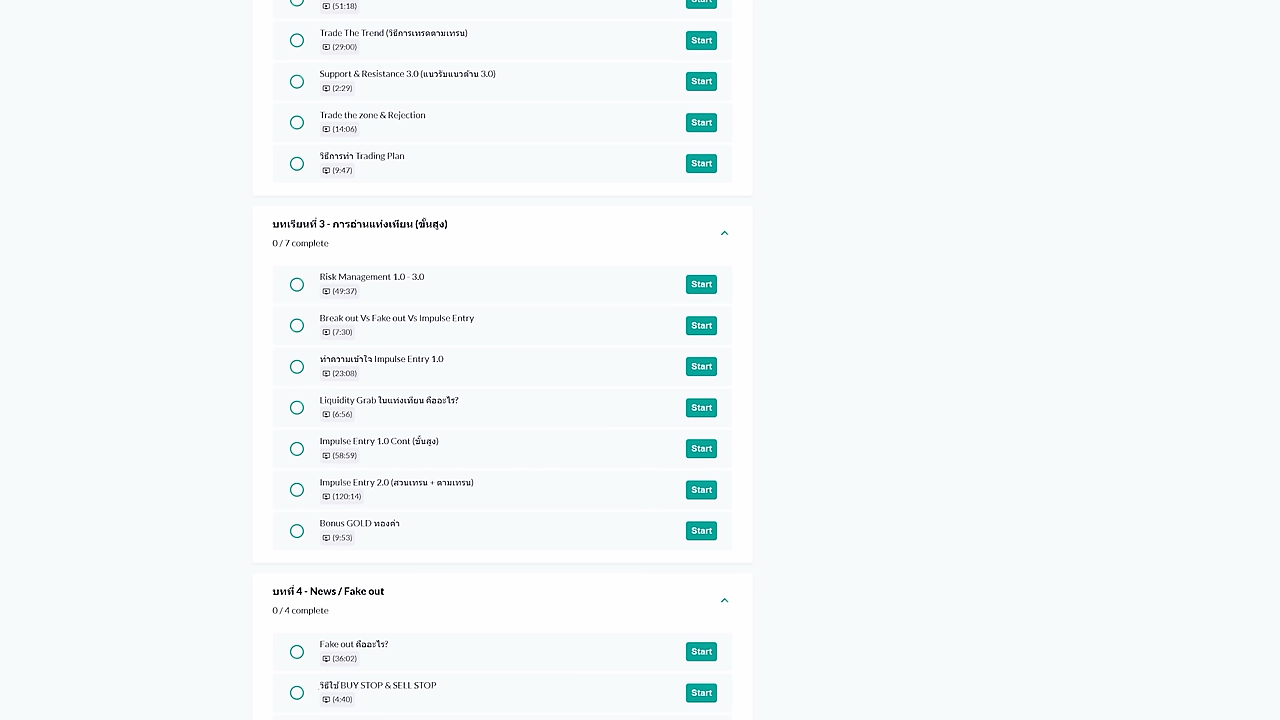 (51:18)
Start
Trade The Trend (วิธีการเทรดตามเทรน)
(29:00)
Start
Support & Resistance 3.0 (แนวรับแนวต้าน 3.0)
(2:29)
Start
Trade the zone & Rejection
(14:06)
Start
วิธีการทำ Trading Plan
(9:47)
Start
บทเรียนที่ 3 - การอ่านแท่งเทียน (ขั้นสูง)
0 / 7 complete
Risk Management 1.0 - 3.0
(49:37)
Start
Break out Vs Fake out Vs Impulse Entry
(7:30)
Start
ทำความเข้าใจ Impulse Entry 1.0
(23:08)
Start
Liquidity Grab ในแท่งเทียน คืออะไร?
(6:56)
Start
Impulse Entry 1.0 Cont (ขั้นสูง)
(58:59)
Start
Impulse Entry 2.0 (สวนเทรน + ตามเทรน)
(120:14)
Start
Bonus GOLD ทองคำ
(9:53)
Start
บทที่ 4 - News / Fake out
0 / 4 complete
Fake out คืออะไร?
(36:02)
Start
วิธีใช้ BUY STOP & SELL STOP
(4:40)
Start